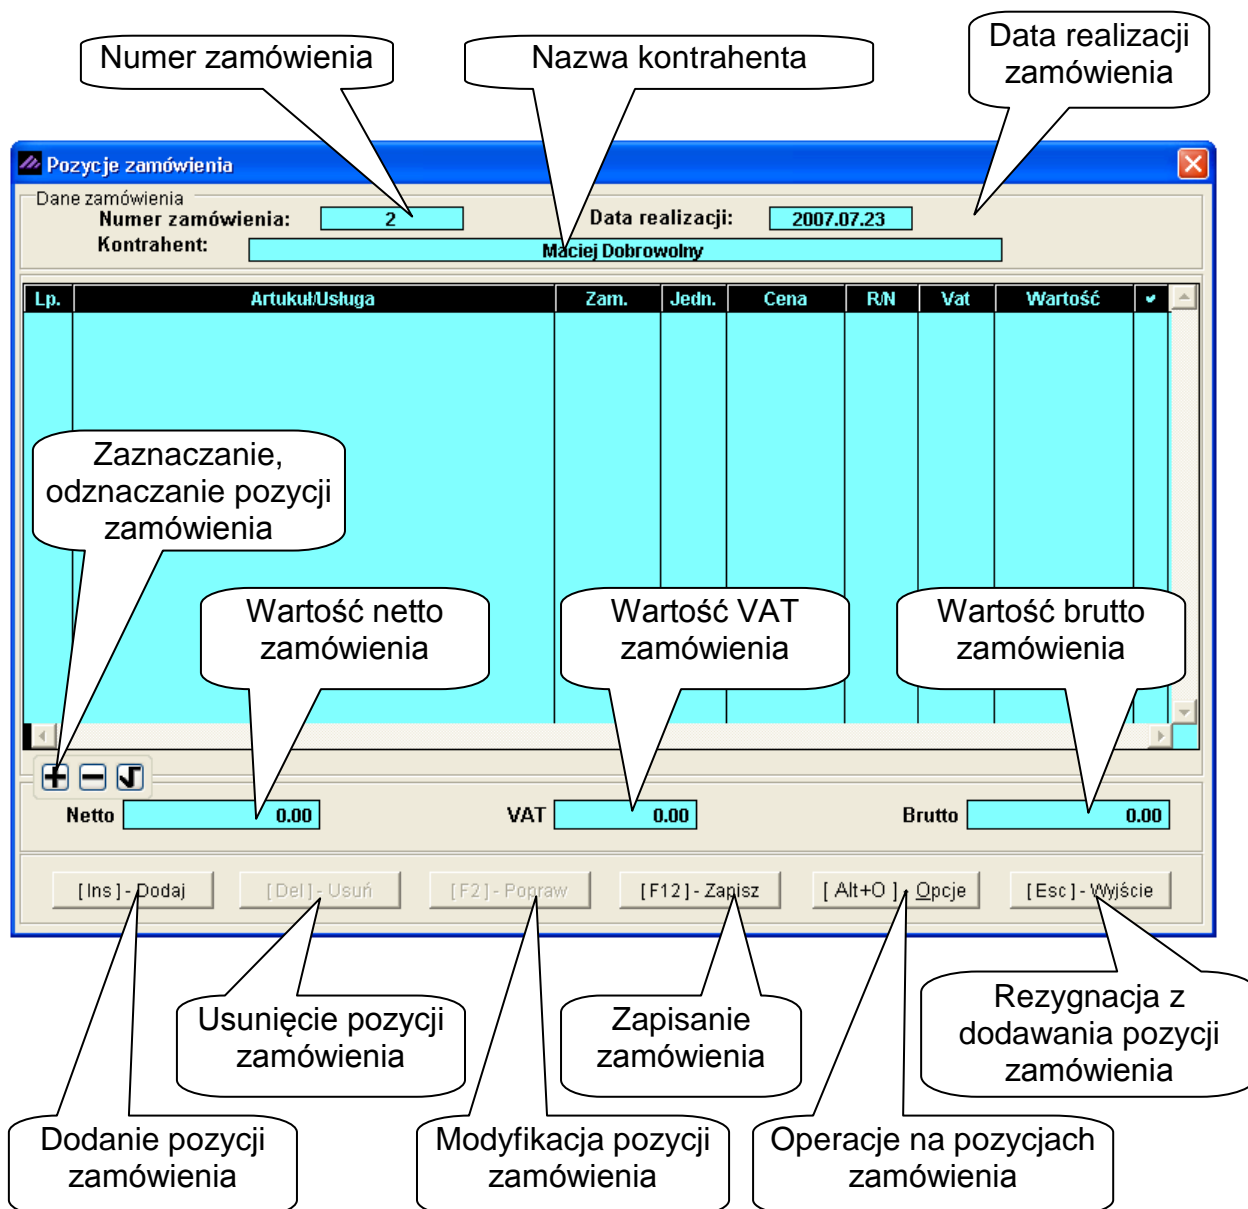 Numer zamówienia
Nazwa kontrahenta
Data realizacji
zamówienia
Pozycje zamówienia
Dane zamówienia
Numer zamówienia: 2 Data realizacji: 2007.07.23
Kontrahent: Maciej Dobrowolny
Lp. Artukuł/Usługa Zam. Jedn. Cena R/N Vat Wartość
Zaznaczanie,
odznaczanie pozycji
zamówienia
Wartość netto
zamówienia
Wartość VAT
zamówienia
Wartość brutto
zamówienia
Netto 0.00 VAT 0.00 Brutto 0.00
[ Ins ] - Dodaj [ Del ] - Usuń [ F2 ] - Popraw [ F12 ] - Zapisz [ Alt+O ] - Opcje [ Esc ] - Wyjście
Usunięcie pozycji
zamówienia
Zapisanie
zamówienia
Rezygnacja z
dodawania pozycji
zamówienia
Dodanie pozycji
zamówienia
Modyfikacja pozycji
zamówienia
Operacje na pozycjach
zamówienia